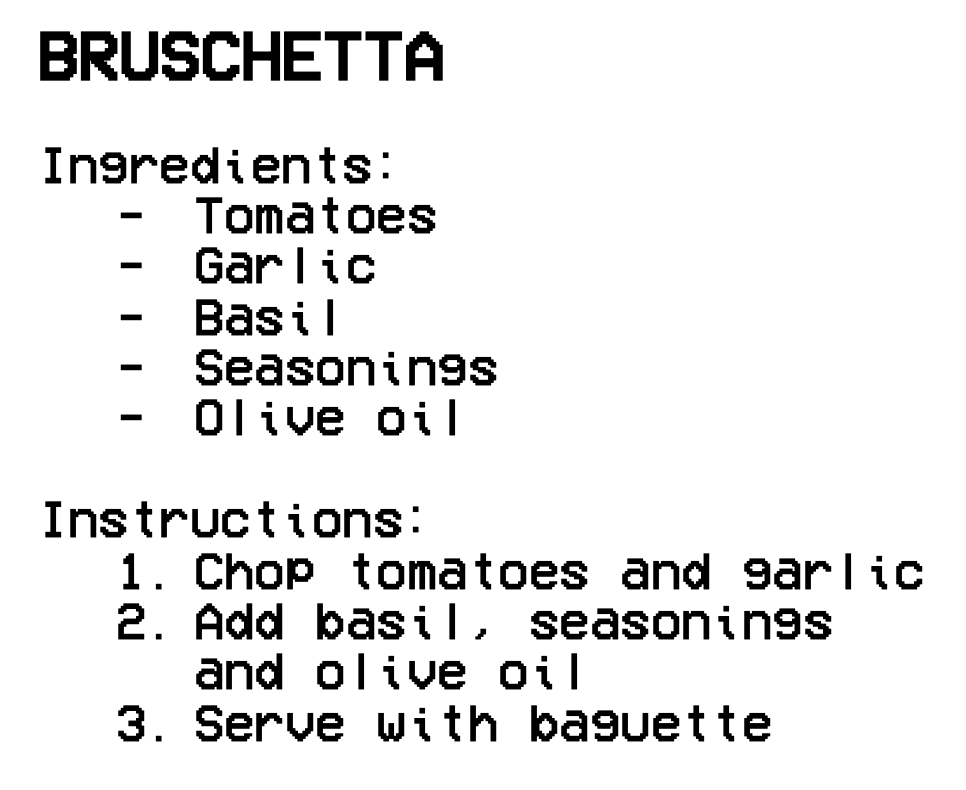 BRUSCHETTA
Ingredients:
- Tomatoes
- Garlic
- Basil
- Seasonings
- Olive oil
Instructions:
1. Chop tomatoes and garlic
2. Add basil, seasonings
and olive oil
3. Serve with baguette